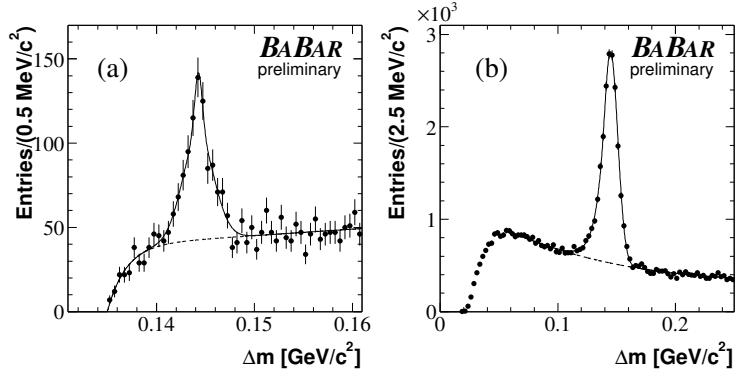 Entries/(0.5 MeV/c²)
150
100
50
0
(a)
BABAR
preliminary
0.14
0.15
0.16
Δm [GeV/c²]
×10³
Entries/(2.5 MeV/c²)
3
2
1
0
(b)
BABAR
preliminary
0
0.1
0.2
Δm [GeV/c²]